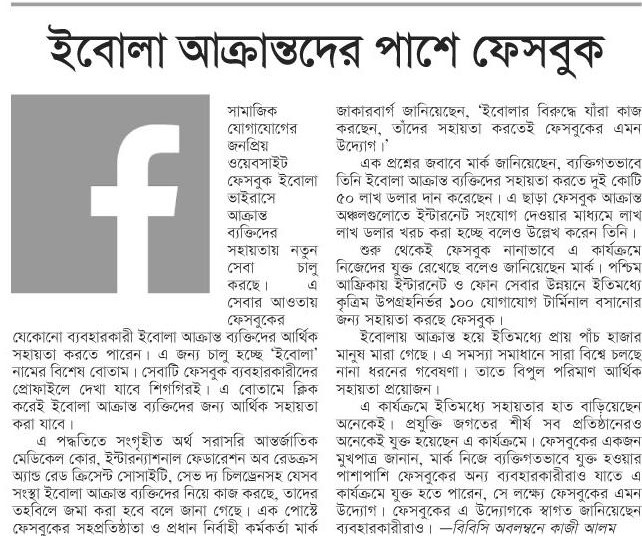 ইবোলা আক্রান্তদের পাশে ফেসবুক
সামাজিক
যোগাযোগের
জনপ্রিয়
ওয়েবসাইট
ফেসবুক ইবোলা
ভাইরাসে
আক্রান্ত
ব্যক্তিদের
সহায়তায় নতুন
সেবা চালু
করছে। এ
সেবার আওতায়
ফেসবুকের
যেকোনো ব্যবহারকারী ইবোলা আক্রান্ত ব্যক্তিদের আর্থিক
সহায়তা করতে পারেন। এ জন্য চালু হচ্ছে ‘ইবোলা’
নামের বিশেষ বোতাম। সেবাটি ফেসবুক ব্যবহারকারীদের
প্রোফাইলে দেখা যাবে শিগগিরই। এ বোতামে ক্লিক
করেই ইবোলা আক্রান্ত ব্যক্তিদের জন্য আর্থিক সহায়তা
করা যাবে।
এ পদ্ধতিতে সংগৃহীত অর্থ সরাসরি আন্তর্জাতিক
মেডিকেল কোর, ইন্টারন্যাশনাল ফেডারেশন অব রেডক্রস
অ্যান্ড রেড ক্রিসেন্ট সোসাইটি, সেভ দ্য চিলড্রেনসহ যেসব
সংস্থা ইবোলা আক্রান্ত ব্যক্তিদের নিয়ে কাজ করছে, তাদের
তহবিলে জমা করা হবে বলে জানা গেছে। এক পোস্টে
ফেসবুকের সহপ্রতিষ্ঠাতা ও প্রধান নির্বাহী কর্মকর্তা মার্ক
জাকারবার্গ জানিয়েছেন, ‘ইবোলার বিরুদ্ধে যাঁরা কাজ
করছেন, তাঁদের সহায়তা করতেই ফেসবুকের এমন
উদ্যোগ।’
এক প্রশ্নের জবাবে মার্ক জানিয়েছেন, ব্যক্তিগতভাবে
তিনি ইবোলা আক্রান্ত ব্যক্তিদের সহায়তা করতে দুই কোটি
৫০ লাখ ডলার দান করেছেন। এ ছাড়া ফেসবুক আক্রান্ত
অঞ্চলগুলোতে ইন্টারনেট সংযোগ দেওয়ার মাধ্যমে লাখ
লাখ ডলার খরচ করা হচ্ছে বলেও উল্লেখ করেন তিনি।
শুরু থেকেই ফেসবুক নানাভাবে এ কার্যক্রমে
নিজেদের যুক্ত রেখেছে বলেও জানিয়েছেন মার্ক। পশ্চিম
আফ্রিকায় ইন্টারনেট ও ফোন সেবার উন্নয়নে ইতিমধ্যে
কৃত্রিম উপগ্রহনির্ভর ১০০ যোগাযোগ টার্মিনাল বসানোর
জন্য সহায়তা করছে ফেসবুক।
ইবোলায় আক্রান্ত হয়ে ইতিমধ্যে প্রায় পাঁচ হাজার
মানুষ মারা গেছে। এ সমস্যা সমাধানে সারা বিশ্বে চলছে
নানা ধরনের গবেষণা। তাতে বিপুল পরিমাণ আর্থিক
সহায়তা প্রয়োজন।
এ কার্যক্রমে ইতিমধ্যে সহায়তার হাত বাড়িয়েছেন
অনেকেই। প্রযুক্তি জগতের শীর্ষ সব প্রতিষ্ঠানেরও
অনেকেই যুক্ত হয়েছেন এ কার্যক্রমে। ফেসবুকের একজন
মুখপাত্র জানান, মার্ক নিজে ব্যক্তিগতভাবে যুক্ত হওয়ার
পাশাপাশি ফেসবুকের অন্য ব্যবহারকারীরাও যাতে এ
কার্যক্রমে যুক্ত হতে পারেন, সে লক্ষ্যে ফেসবুকের এমন
উদ্যোগ। ফেসবুকের এ উদ্যোগকে স্বাগত জানিয়েছেন
ব্যবহারকারীরাও। —বিবিসি অবলম্বনে কাজী আলম